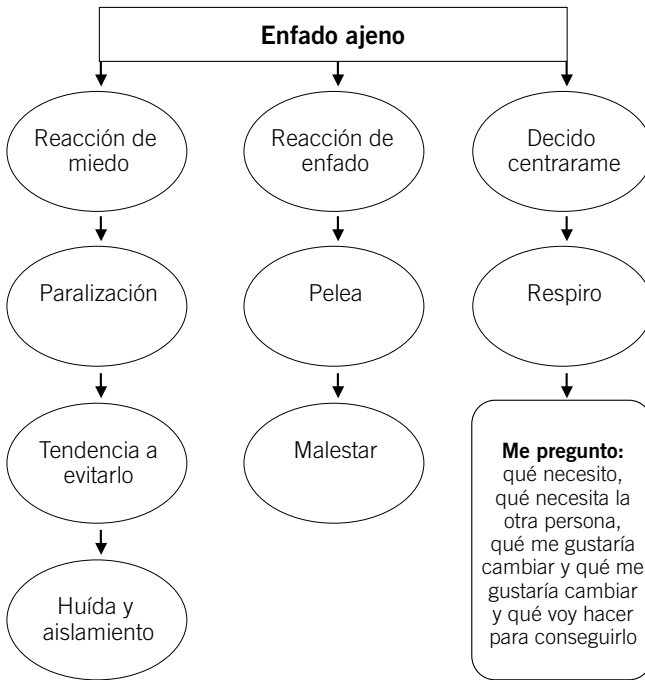 Enfado ajeno
Reacción de
miedo
Reacción de
enfado
Decido
centrarame
Paralización
Pelea
Respiro
Tendencia a
evitarlo
Malestar
Me pregunto:
qué necesito,
qué necesita la
otra persona,
qué me gustaría
cambiar y qué me
gustaría cambiar
y qué voy hacer
para conseguirlo
Huída y
aislamiento